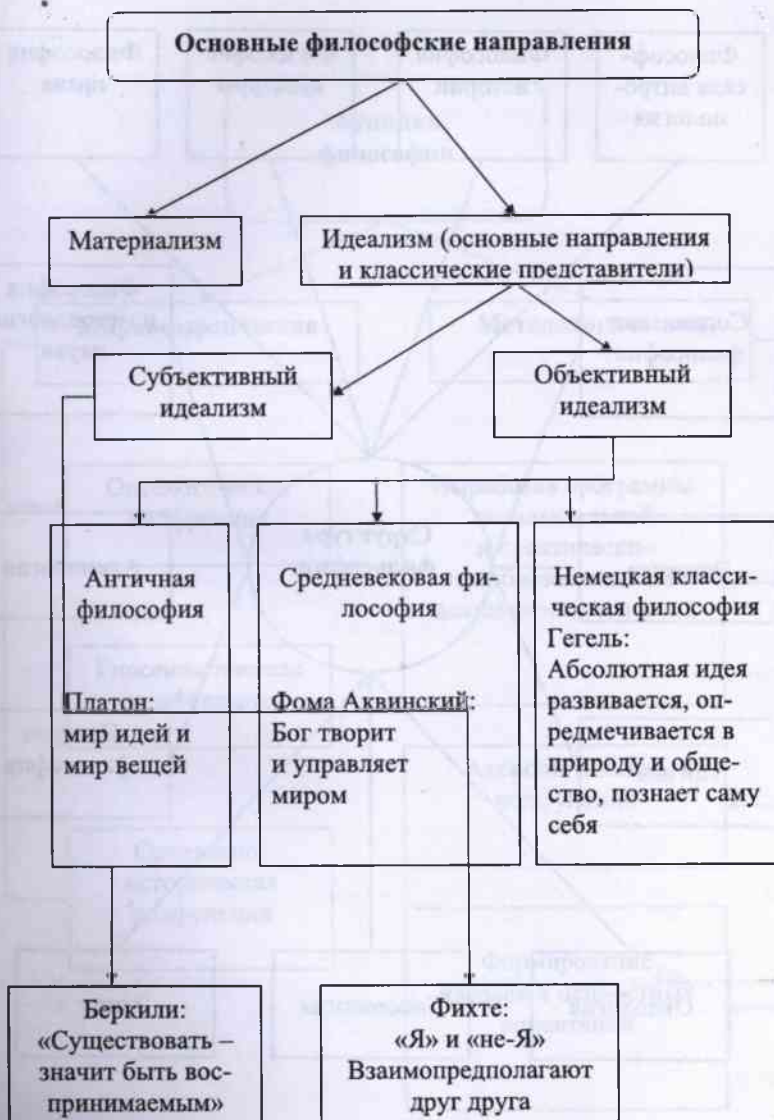 Основные философские направления
Материализм
Идеализм (основные направления
и классические представители)
Субъективный
идеализм
Объективный
идеализм
Античная
философия
Платон:
мир идей и
мир вещей
Средневековая фи-
лософия
Фома Аквинский:
Бог творит
и управляет
миром
Немецкая класси-
ческая философия
Гегель:
Абсолютная идея
развивается, оп-
редмечивается в
природу и обще-
ство, познает саму
себя
Беркили:
«Существовать –
значит быть вос-
принимаемым»
Фихте:
«Я» и «не-Я»
Взаимопредполагают
друг друга